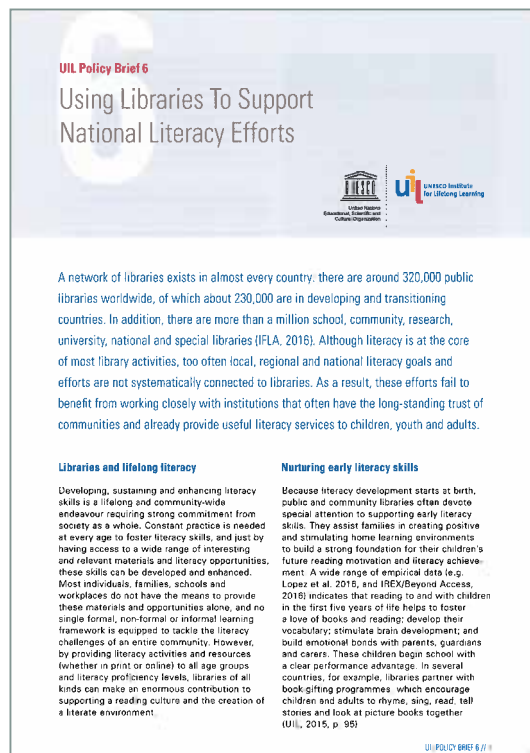 6
UIL Policy Brief 6
Using Libraries To Support
National Literacy Efforts
UNESCO
United Nations
Educational, Scientific and
Cultural Organization
uil
UNESCO Institute
for Lifelong Learning
A network of libraries exists in almost every country: there are around 320,000 public
libraries worldwide, of which about 230,000 are in developing and transitioning
countries. In addition, there are more than a million school, community, research,
university, national and special libraries (IFLA, 2016). Although literacy is at the core
of most library activities, too often local, regional and national literacy goals and
efforts are not systematically connected to libraries. As a result, these efforts fail to
benefit from working closely with institutions that often have the long-standing trust of
communities and already provide useful literacy services to children, youth and adults.
Libraries and lifelong literacy
Developing, sustaining and enhancing literacy
skills is a lifelong and community-wide
endeavour requiring strong commitment from
society as a whole. Constant practice is needed
at every age to foster literacy skills, and just by
having access to a wide range of interesting
and relevant materials and literacy opportunities,
these skills can be developed and enhanced.
Most individuals, families, schools and
workplaces do not have the means to provide
these materials and opportunities alone, and no
single formal, non-formal or informal learning
framework is equipped to tackle the literacy
challenges of an entire community. However,
by providing literacy activities and resources
(whether in print or online) to all age groups
and literacy proficiency levels, libraries of all
kinds can make an enormous contribution to
supporting a reading culture and the creation of
a literate environment.
Nurturing early literacy skills
Because literacy development starts at birth,
public and community libraries often devote
special attention to supporting early literacy
skills. They assist families in creating positive
and stimulating home learning environments
to build a strong foundation for their children's
future reading motivation and literacy achieve-
ment. A wide range of empirical data (e.g.
Lopez et al. 2016, and IREX/Beyond Access,
2016) indicates that reading to and with children
in the first five years of life helps to foster
a love of books and reading; develop their
vocabulary; stimulate brain development; and
build emotional bonds with parents, guardians
and carers. These children begin school with
a clear performance advantage. In several
countries, for example, libraries partner with
book-gifting programmes, which encourage
children and adults to rhyme, sing, read, tell
stories and look at picture books together
(UIL, 2015, p. 95)
UIL POLICY BRIEF 6 //